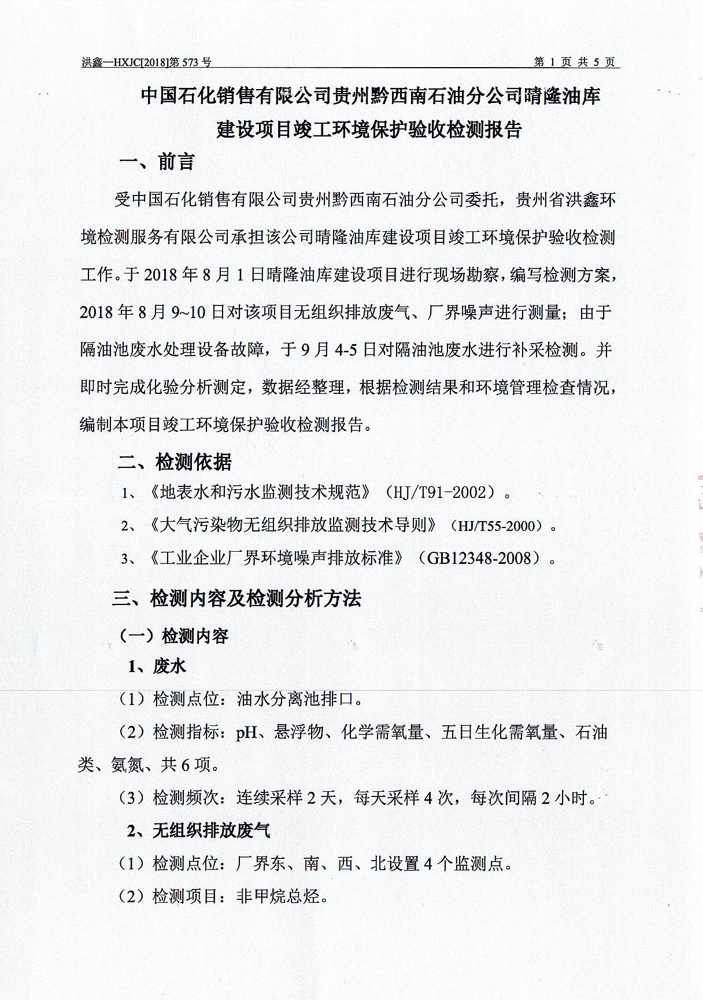 洪鑫—HXJC[2018]第 573 号 第 1 页 共 5 页
中国石化销售有限公司贵州黔西南石油分公司晴隆油库
建设项目竣工环境保护验收检测报告
一、前言
受中国石化销售有限公司贵州黔西南石油分公司委托，贵州省洪鑫环
境检测服务有限公司承担该公司晴隆油库建设项目竣工环境保护验收检测
工作。于 2018 年 8 月 1 日晴隆油库建设项目进行现场勘察，编写检测方案，
2018 年 8 月 9~10 日对该项目无组织排放废气、厂界噪声进行测量；由于
隔油池废水处理设备故障，于 9 月 4-5 日对隔油池废水进行补采检测。并
即时完成化验分析测定，数据经整理，根据检测结果和环境管理检查情况，
编制本项目竣工环境保护验收检测报告。
二、检测依据
1、《地表水和污水监测技术规范》（HJ/T91-2002）。
2、《大气污染物无组织排放监测技术导则》（HJ/T55-2000）。
3、《工业企业厂界环境噪声排放标准》（GB12348-2008）。
三、检测内容及检测分析方法
（一）检测内容
1、废水
（1）检测点位：油水分离池排口。
（2）检测指标：pH、悬浮物、化学需氧量、五日生化需氧量、石油
类、氨氮、共 6 项。
（3）检测频次：连续采样 2 天，每天采样 4 次，每次间隔 2 小时。
2、无组织排放废气
（1）检测点位：厂界东、南、西、北设置 4 个监测点。
（2）检测项目：非甲烷总烃。